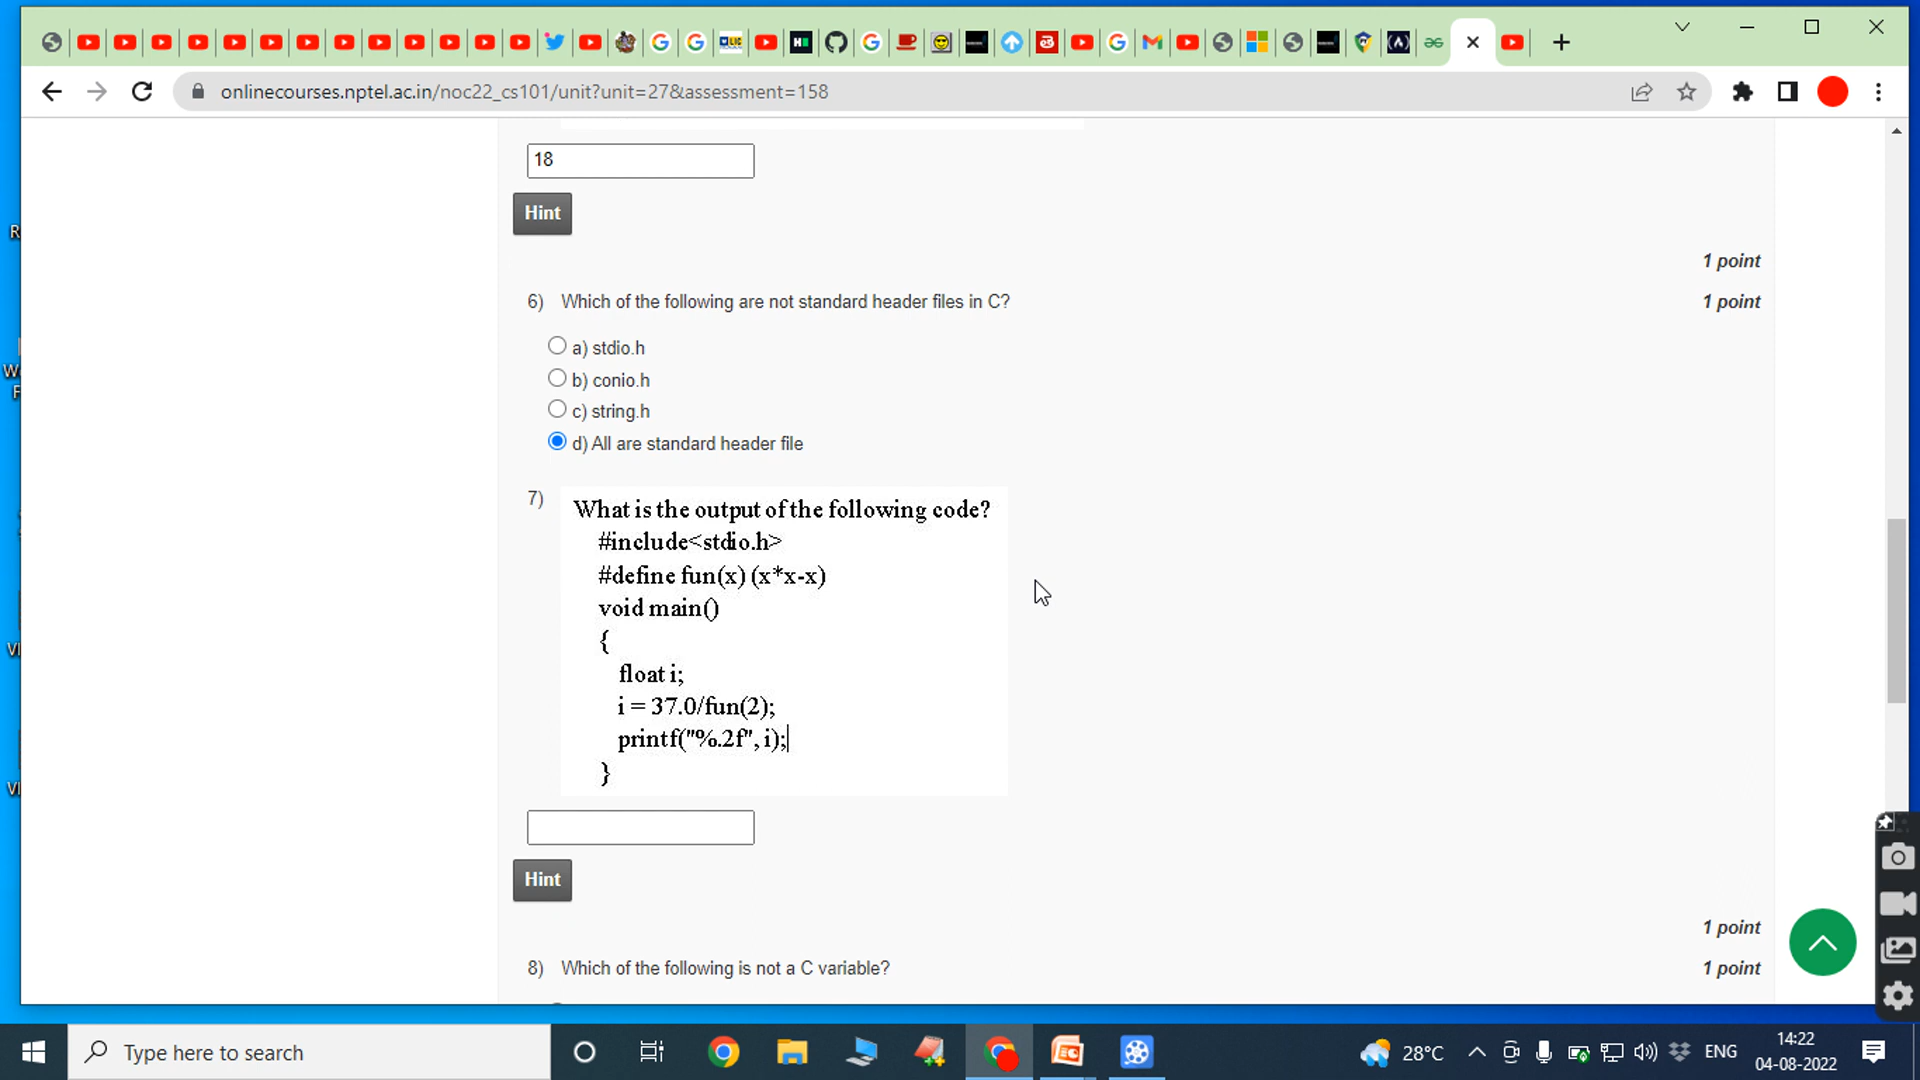 onlinecourses.nptel.ac.in/noc22_cs101/unit?unit=27&assessment=158
18
Hint
1 point
6) Which of the following are not standard header files in C? 1 point
a) stdio.h
b) conio.h
c) string.h
d) All are standard header file
7) What is the output of the following code?
#include<stdio.h>
#define fun(x) (x*x-x)
void main()
{
float i;
i = 37.0/fun(2);
printf("%.2f", i);
}
Hint
1 point
8) Which of the following is not a C variable? 1 point
Type here to search
28°C
ENG
14:22
04-08-2022